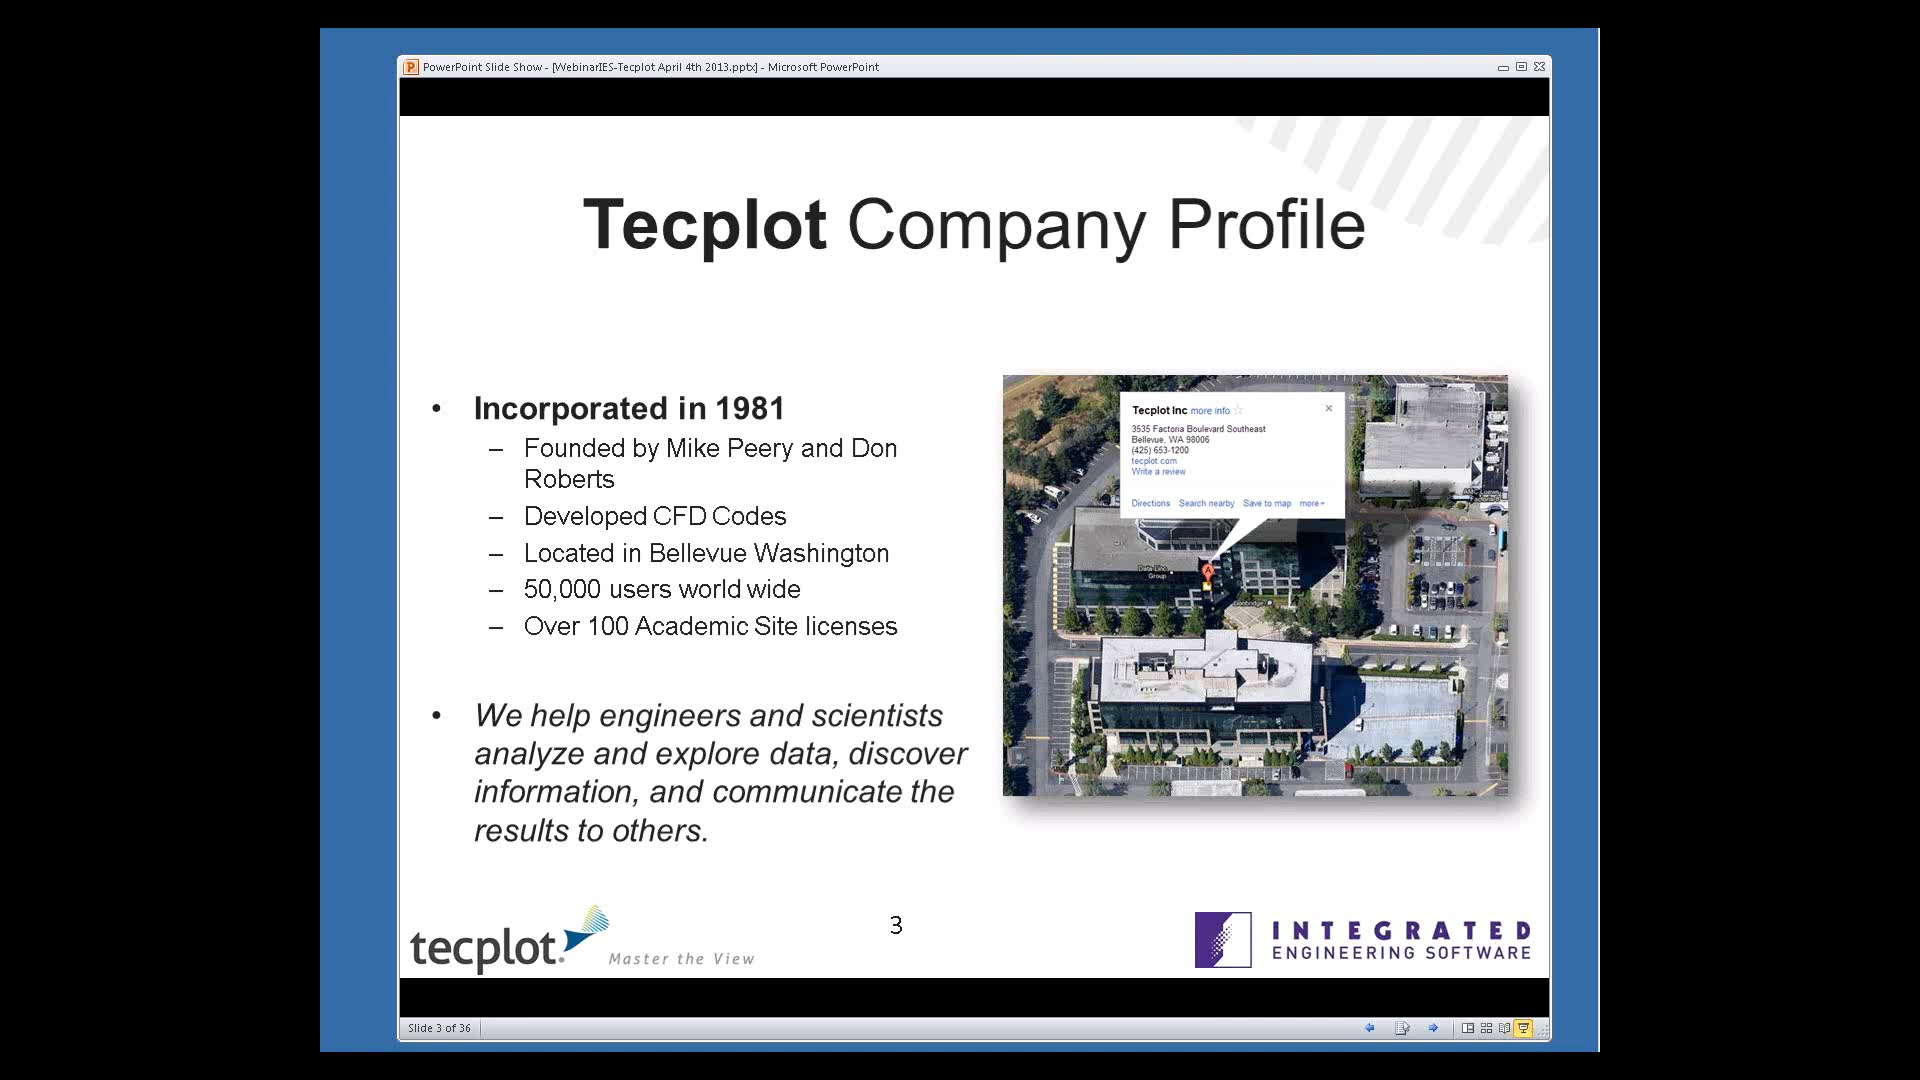 PowerPoint Slide Show - [WebinarIES-Tecplot April 4th 2013.pptx] - Microsoft PowerPoint
Tecplot Company Profile
• Incorporated in 1981
– Founded by Mike Peery and Don
Roberts
– Developed CFD Codes
– Located in Bellevue Washington
– 50,000 users world wide
– Over 100 Academic Site licenses
• We help engineers and scientists
analyze and explore data, discover
information, and communicate the
results to others.
Tecplot Inc more info
3535 Factoria Boulevard Southeast
Bellevue, WA 98006
(425) 653-1200
tecplot.com
Write a review
Directions Search nearby Save to map more
Group
A
tecplot.
Master the View
3
INTEGRATED
ENGINEERING SOFTWARE
Slide 3 of 36